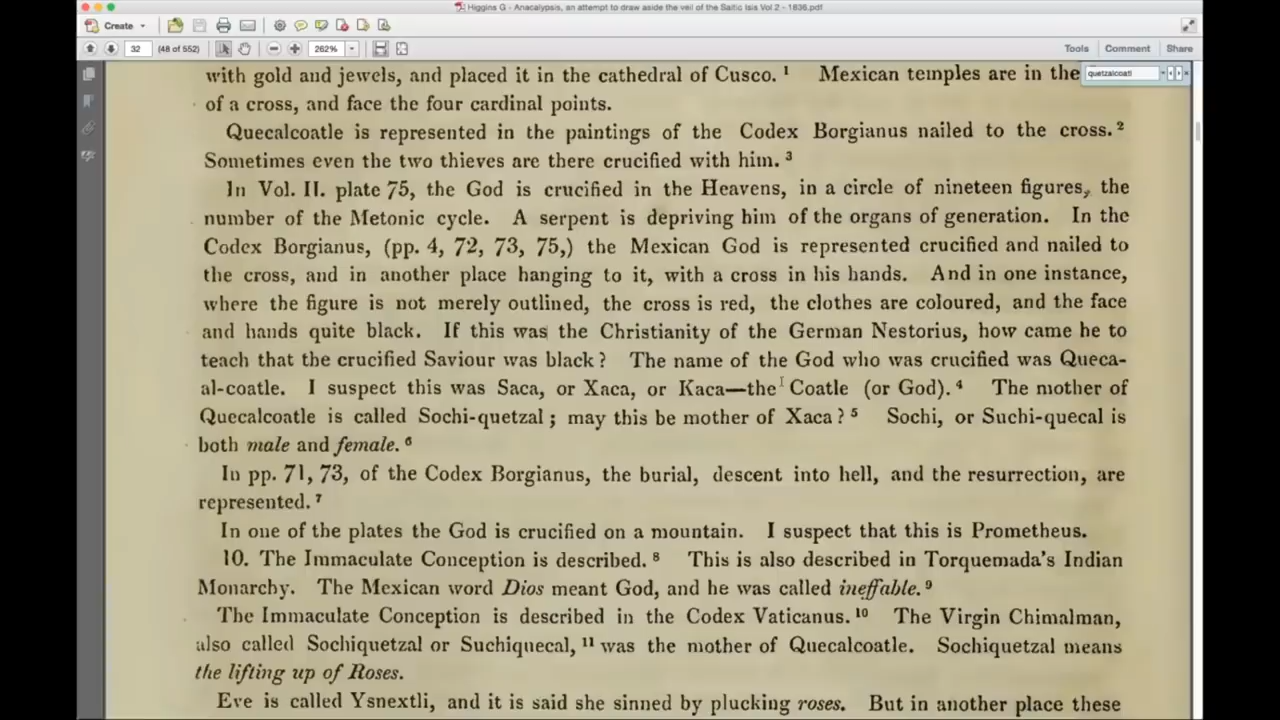 Higgins G - Anacalypsis, an attempt to draw aside the veil of the Saitic Isis Vol 2 - 1836.pdf
Create
32 (48 of 552) 262% Tools Comment Share
quetzalcoatl
with gold and jewels, and placed it in the cathedral of Cusco. 1 Mexican temples are in the
of a cross, and face the four cardinal points.
Quecalcoatle is represented in the paintings of the Codex Borgianus nailed to the cross. 2
Sometimes even the two thieves are there crucified with him. 3
In Vol. II. plate 75, the God is crucified in the Heavens, in a circle of nineteen figures, the
number of the Metonic cycle. A serpent is depriving him of the organs of generation. In the
Codex Borgianus, (pp. 4, 72, 73, 75,) the Mexican God is represented crucified and nailed to
the cross, and in another place hanging to it, with a cross in his hands. And in one instance,
where the figure is not merely outlined, the cross is red, the clothes are coloured, and the face
and hands quite black. If this was the Christianity of the German Nestorius, how came he to
teach that the crucified Saviour was black? The name of the God who was crucified was Queca-
al-coatle. I suspect this was Saca, or Xaca, or Kaca—the Coatle (or God). 4 The mother of
Quecalcoatle is called Sochi-quetzal; may this be mother of Xaca? 5 Sochi, or Suchi-quecal is
both male and female. 6
In pp. 71, 73, of the Codex Borgianus, the burial, descent into hell, and the resurrection, are
represented. 7
In one of the plates the God is crucified on a mountain. I suspect that this is Prometheus.
10. The Immaculate Conception is described. 8 This is also described in Torquemada's Indian
Monarchy. The Mexican word Dios meant God, and he was called ineffable. 9
The Immaculate Conception is described in the Codex Vaticanus. 10 The Virgin Chimalman,
also called Sochiquetzal or Suchiquecal, 11 was the mother of Quecalcoatle. Sochiquetzal means
the lifting up of Roses.
Eve is called Ysnextli, and it is said she sinned by plucking roses. But in another place these